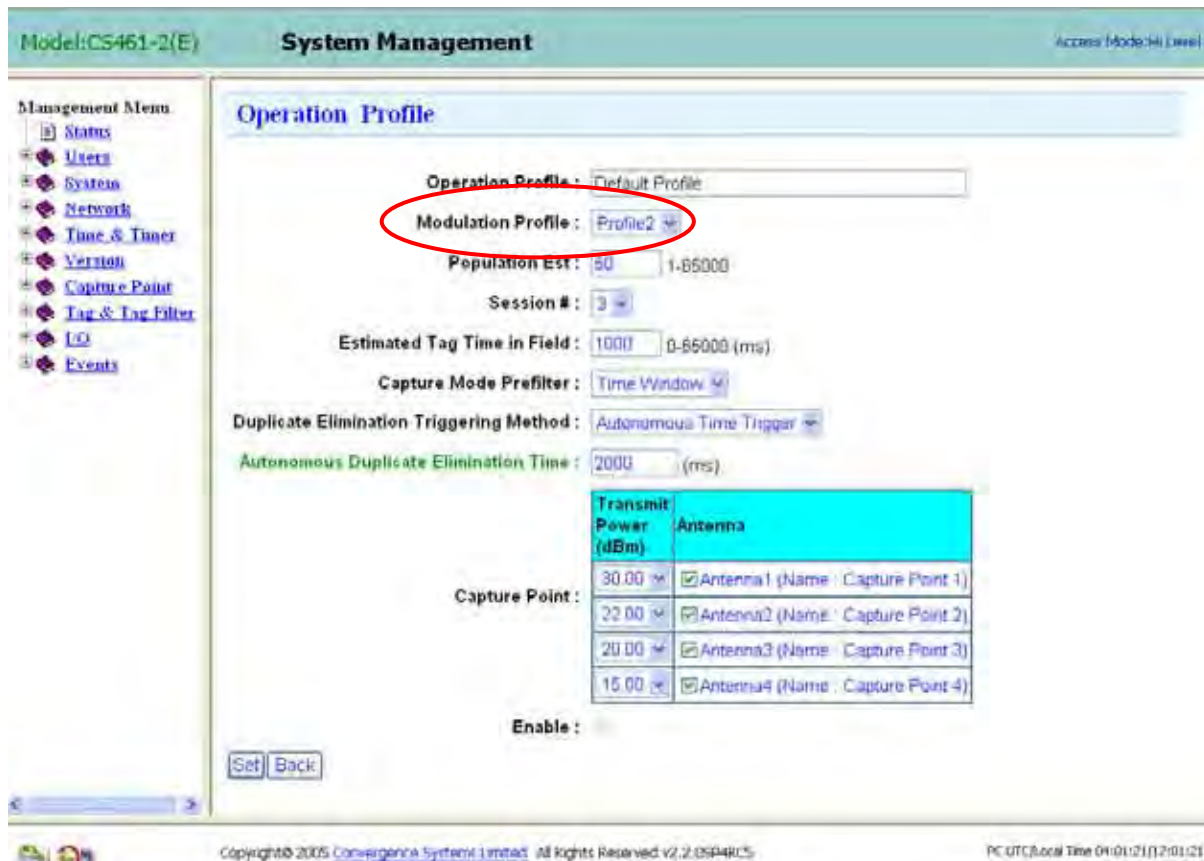 Model:CS461-2(E)
System Management
Access Mode:Hi Level
Management Menu
Status
Users
System
Network
Time & Timer
Version
Capture Point
Tag & Tag Filter
I/O
Events
Operation Profile
Operation Profile : Default Profile
Modulation Profile : Profile2
Population Est : 60 1-65000
Session # : 3
Estimated Tag Time in Field : 1000 0-65000 (ms)
Capture Mode Prefilter : Time Window
Duplicate Elimination Triggering Method : Autonomous Time Trigger
Autonomous Duplicate Elimination Time : 2000 (ms)
Capture Point :
Transmit Power (dBm) Antenna
30.00 Antenna1 (Name : Capture Point 1)
22.00 Antenna2 (Name : Capture Point 2)
20.00 Antenna3 (Name : Capture Point 3)
15.00 Antenna4 (Name : Capture Point 4)
Enable :
Set Back
Copyright© 2005 Convergence Systems Limited All Rights Reserved
PC UTC/Local Time